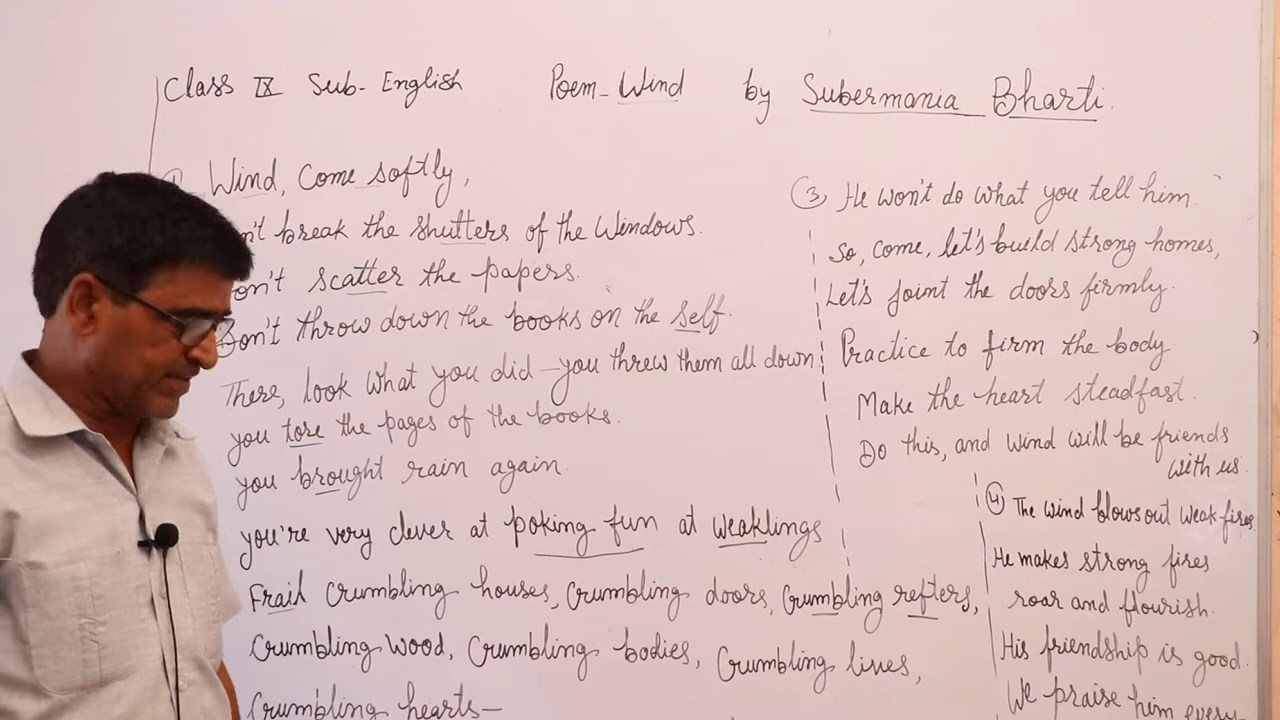 Class IX Sub- English Poem-Wind by Subermania Bharti.
Wind, Come softly,
n't break the shutters of the Windows.
on't scatter the papers.
Don't throw down the books on the self.
There, look what you did—you threw them all down
you tore the pages of the books.
you brought rain again.
you're very clever at poking fun at weaklings
Frail crumbling houses, crumbling doors, crumbling refters,
Crumbling wood, Crumbling bodies, Crumbling lives,
Crumbling hearts—
③ He won't do what you tell him.
So, come, let's build strong homes,
Let's joint the doors firmly.
Practice to firm the body
Make the heart steadfast.
Do this, and wind will be friends
with us.
④ The wind blows out weak fires.
He makes strong fires
roar and flourish.
His friendship is good.
We praise him every-